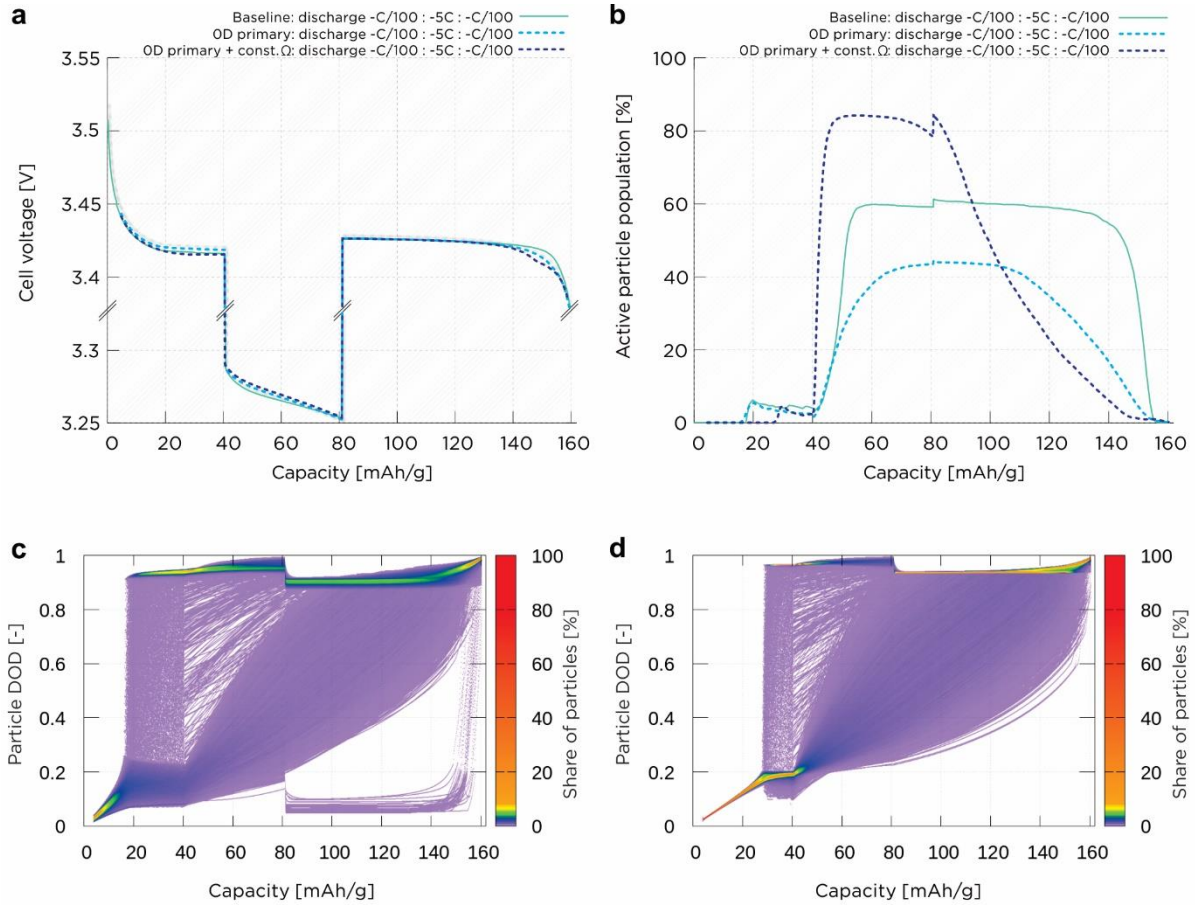 a
Baseline: discharge -C/100 : -5C : -C/100
0D primary: discharge -C/100 : -5C : -C/100
0D primary + const.Ω: discharge -C/100 : -5C : -C/100
3.55
3.5
3.45
3.4
3.3
3.25
Cell voltage [V]
0 20 40 60 80 100 120 140 160
Capacity [mAh/g]
b
Baseline: discharge -C/100 : -5C : -C/100
0D primary: discharge -C/100 : -5C : -C/100
0D primary + const.Ω: discharge -C/100 : -5C : -C/100
100
80
60
40
20
0
Active particle population [%]
0 20 40 60 80 100 120 140 160
Capacity [mAh/g]
c
1
0.8
0.6
0.4
0.2
0
Particle DOD [-]
0 20 40 60 80 100 120 140 160
Capacity [mAh/g]
100
80
60
40
20
0
Share of particles [%]
d
1
0.8
0.6
0.4
0.2
0
Particle DOD [-]
0 20 40 60 80 100 120 140 160
Capacity [mAh/g]
100
80
60
40
20
0
Share of particles [%]